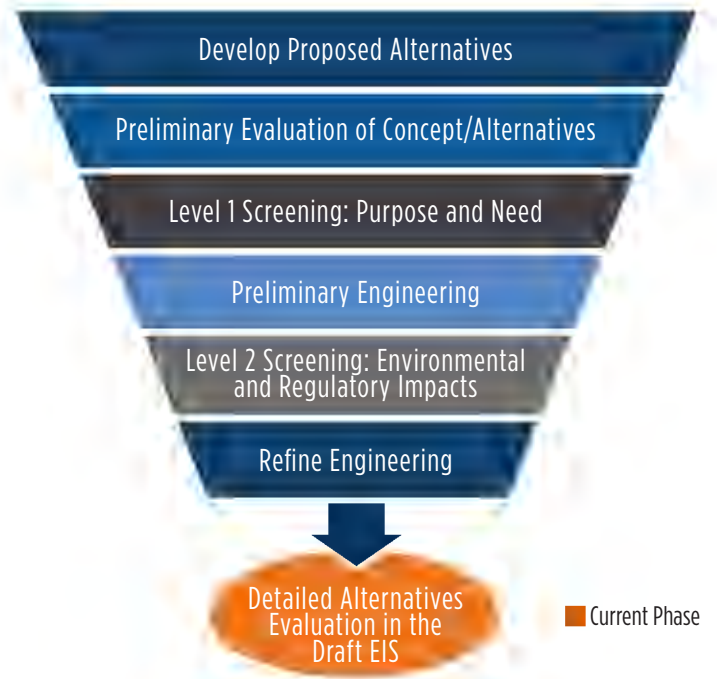 Develop Proposed Alternatives
Preliminary Evaluation of Concept/Alternatives
Level 1 Screening: Purpose and Need
Preliminary Engineering
Level 2 Screening: Environmental
and Regulatory Impacts
Refine Engineering
Detailed Alternatives
Evaluation in the
Draft EIS
Current Phase